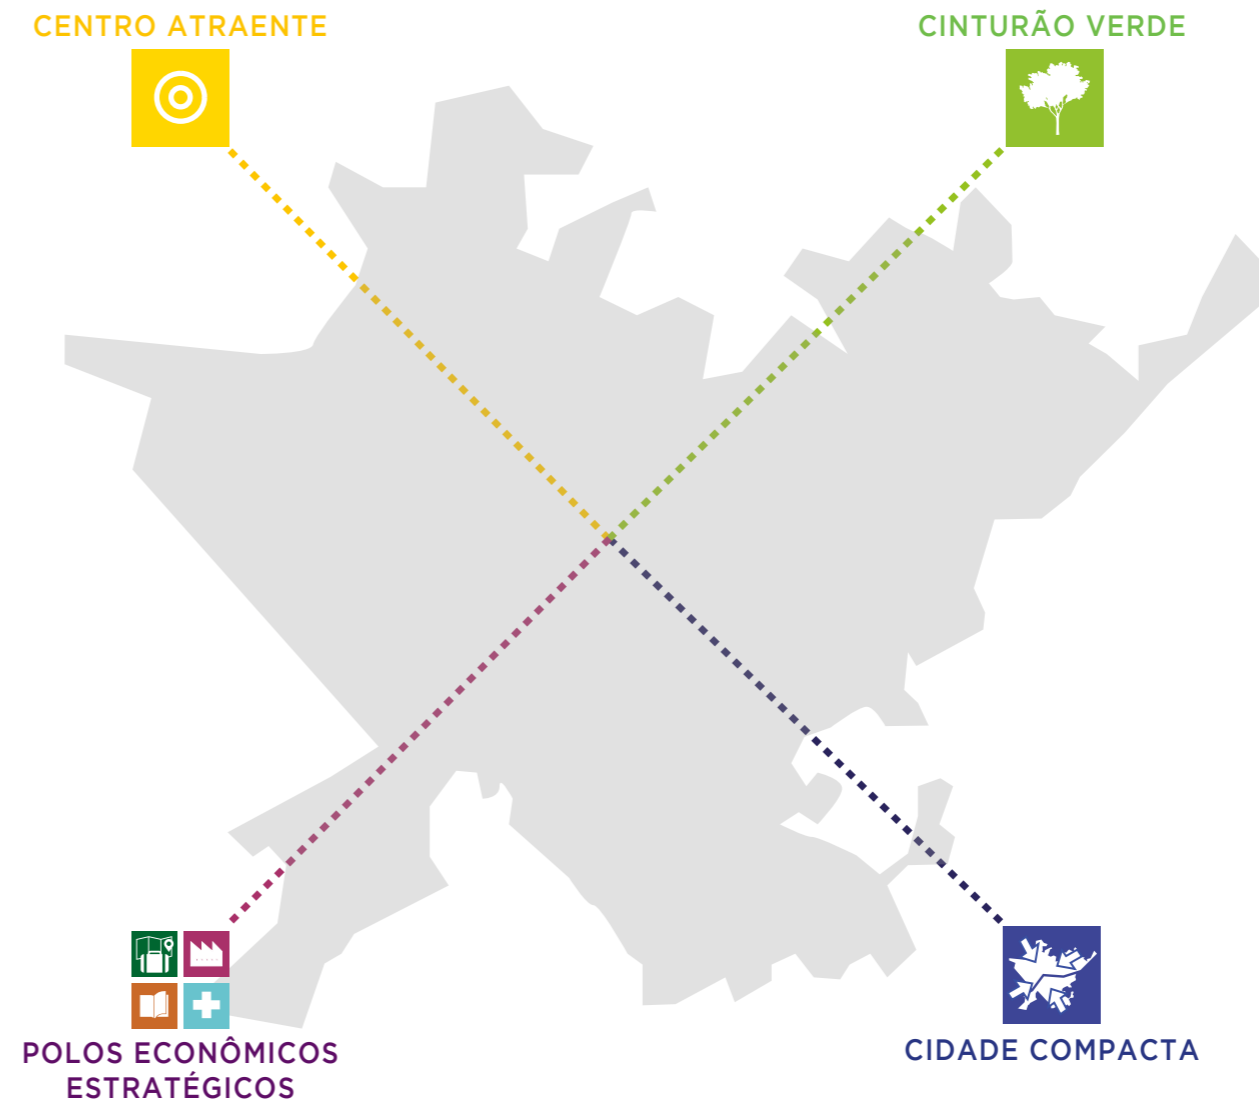 CENTRO ATRAENTE
CINTURÃO VERDE
POLOS ECONÔMICOS
ESTRATÉGICOS
CIDADE COMPACTA